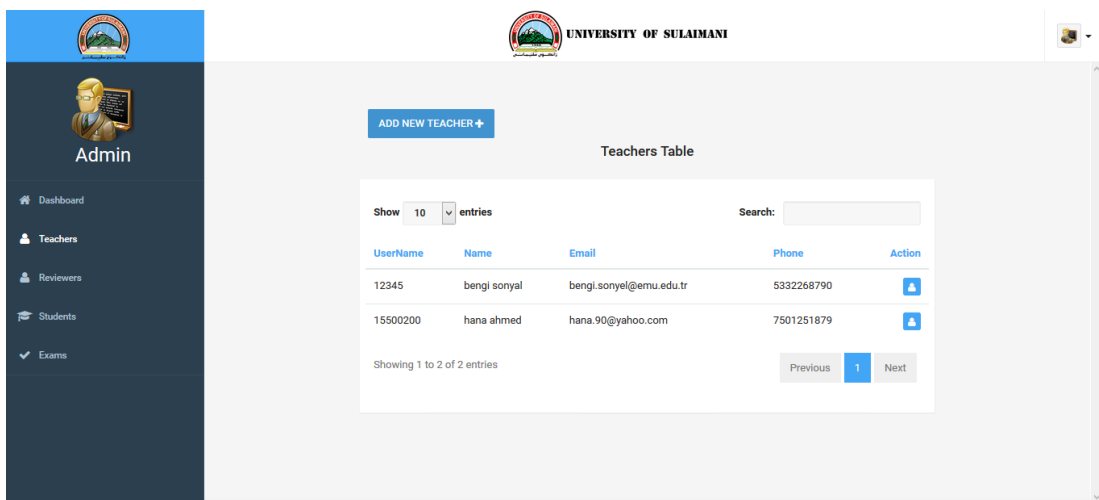 UNIVERSITY OF SULAIMANI
Admin
Dashboard
Teachers
Reviewers
Students
Exams
ADD NEW TEACHER
Teachers Table
Show 10 entries Search:
UserName Name Email Phone Action
12345 bengi sonyal bengi.sonyel@emu.edu.tr 5332268790
15500200 hana ahmed hana.90@yahoo.com 7501251879
Showing 1 to 2 of 2 entries Previous 1 Next